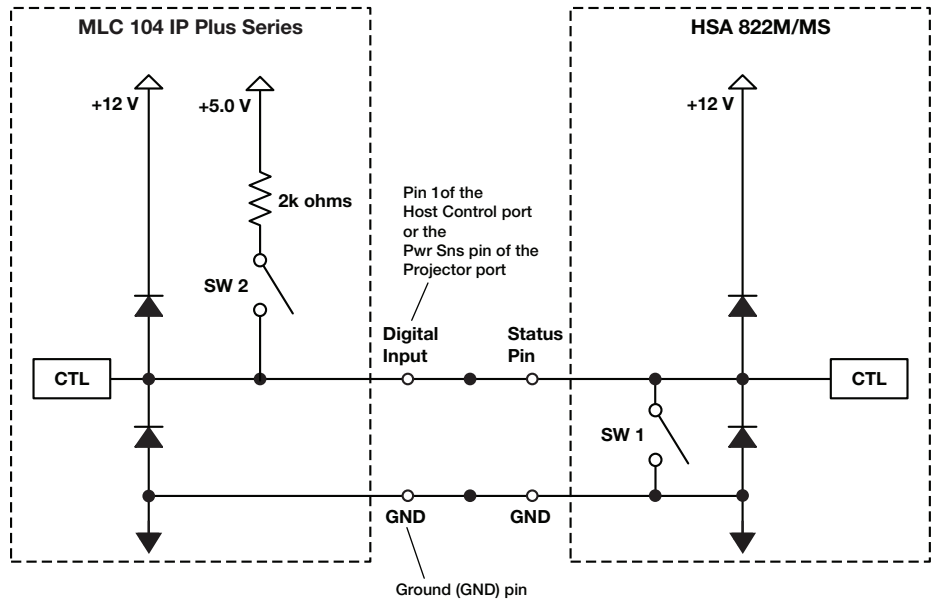 MLC 104 IP Plus Series
HSA 822M/MS
+12 V
+5.0 V
+12 V
2k ohms
Pin 1of the
Host Control port
or the
Pwr Sns pin of the
Projector port
SW 2
Digital
Input
Status
Pin
CTL
CTL
SW 1
GND
GND
Ground (GND) pin